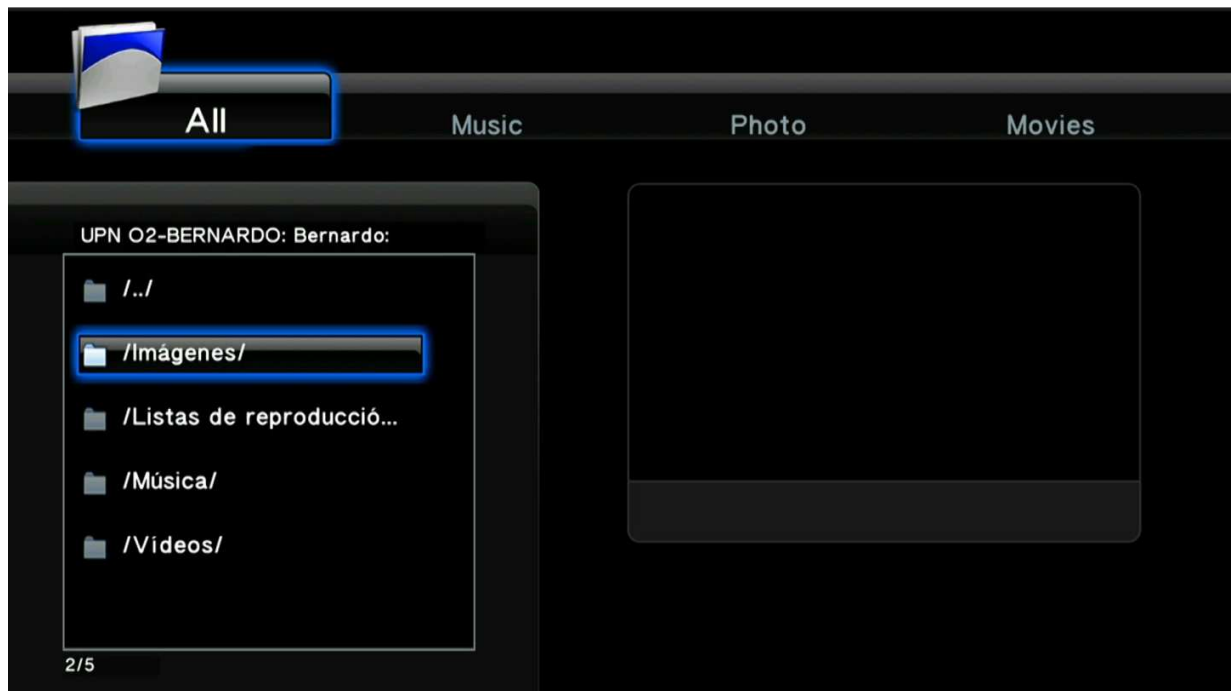 All
Music
Photo
Movies
UPN O2-BERNARDO: Bernardo:
/../
/Imágenes/
/Listas de reproducció...
/Música/
/Vídeos/
2/5